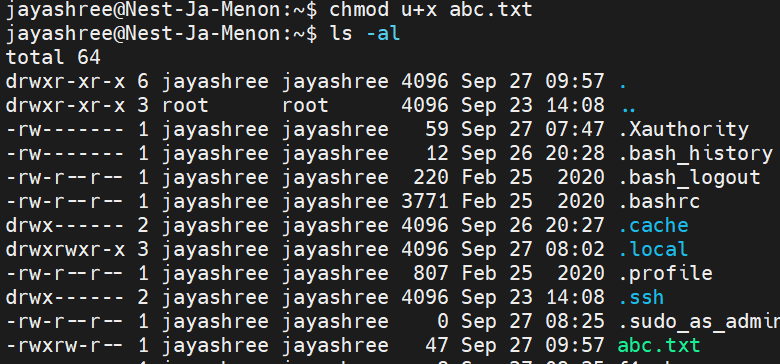 jayashree@Nest-Ja-Menon:~$ chmod u+x abc.txt
jayashree@Nest-Ja-Menon:~$ ls -al
total 64
drwxr-xr-x 6 jayashree jayashree 4096 Sep 27 09:57 .
drwxr-xr-x 3 root      root      4096 Sep 23 14:08 ..
-rw------- 1 jayashree jayashree   59 Sep 27 07:47 .Xauthority
-rw------- 1 jayashree jayashree   12 Sep 26 20:28 .bash_history
-rw-r--r-- 1 jayashree jayashree  220 Feb 25  2020 .bash_logout
-rw-r--r-- 1 jayashree jayashree 3771 Feb 25  2020 .bashrc
drwx------ 2 jayashree jayashree 4096 Sep 26 20:27 .cache
drwxrwxr-x 3 jayashree jayashree 4096 Sep 27 08:02 .local
-rw-r--r-- 1 jayashree jayashree  807 Feb 25  2020 .profile
drwx------ 2 jayashree jayashree 4096 Sep 23 14:08 .ssh
-rw-r--r-- 1 jayashree jayashree    0 Sep 27 08:25 .sudo_as_admin
-rwxrw-r-- 1 jayashree jayashree   47 Sep 27 09:57 abc.txt